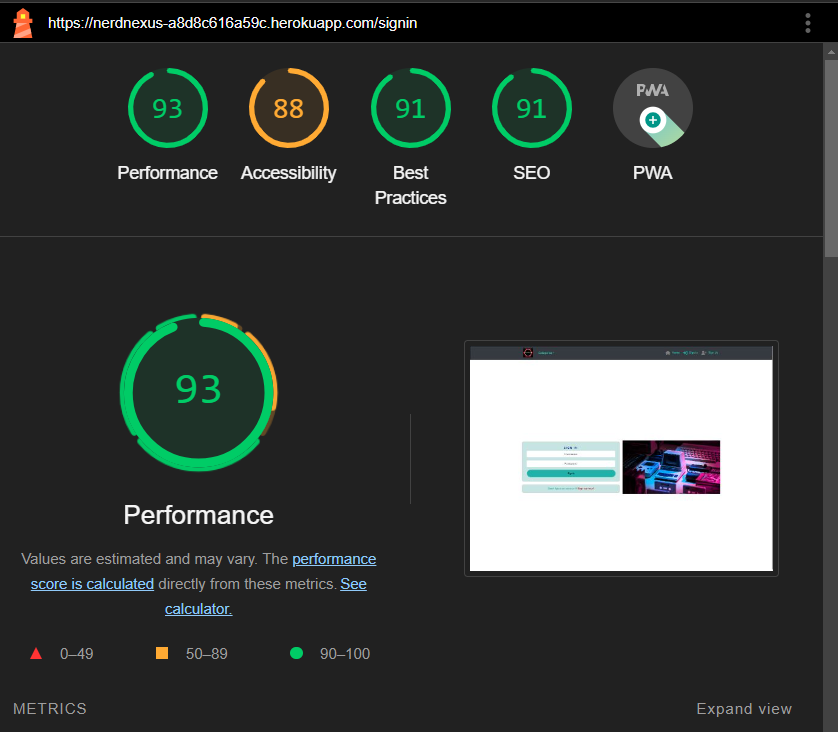 https://nerdnexus-a8d8c616a59c.herokuapp.com/signin
93
88
91
91
PWA
Performance
Accessibility
Best
Practices
SEO
PWA
93
Performance
Values are estimated and may vary. The performance
score is calculated directly from these metrics. See
calculator.
0–49
50–89
90–100
METRICS
Expand view